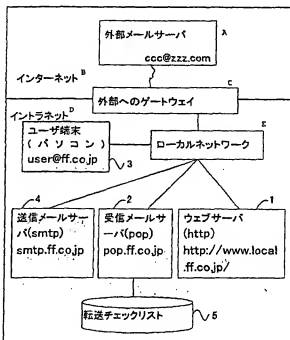 外部メールサーバ
A
ccc@zzz.com
インターネット
B
C
外部へのゲートウェイ
イントラネット
D
E
ユーザ端末
(パソコン)
user@ff.co.jp
ローカルネットワーク
3
4
2
1
送信メールサー
バ(smtp)
smtp.ff.co.jp
受信メールサ
ーバ(pop)
pop.ff.co.jp
ウェブサーバ
(http)
http://www.local
.ff.co.jp/
転送チェックリスト
5